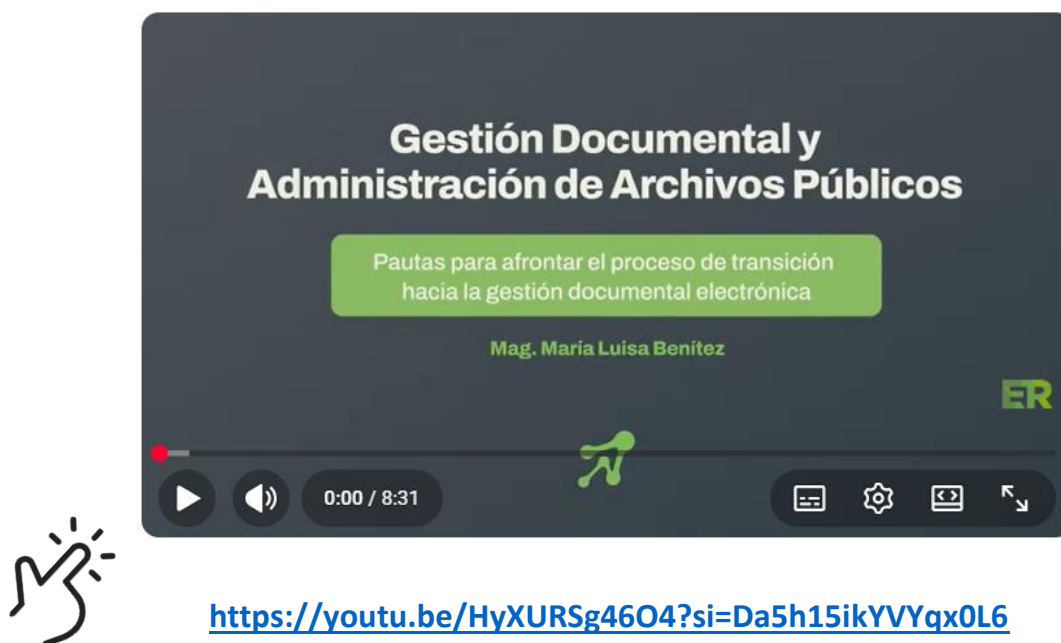 Gestión Documental y
Administración de Archivos Públicos
Pautas para afrontar el proceso de transición
hacia la gestión documental electrónica
Mag. María Luisa Benítez
ER
0:00 / 8:31
https://youtu.be/HyXURSg46O4?si=Da5h15ikYVYqx0L6